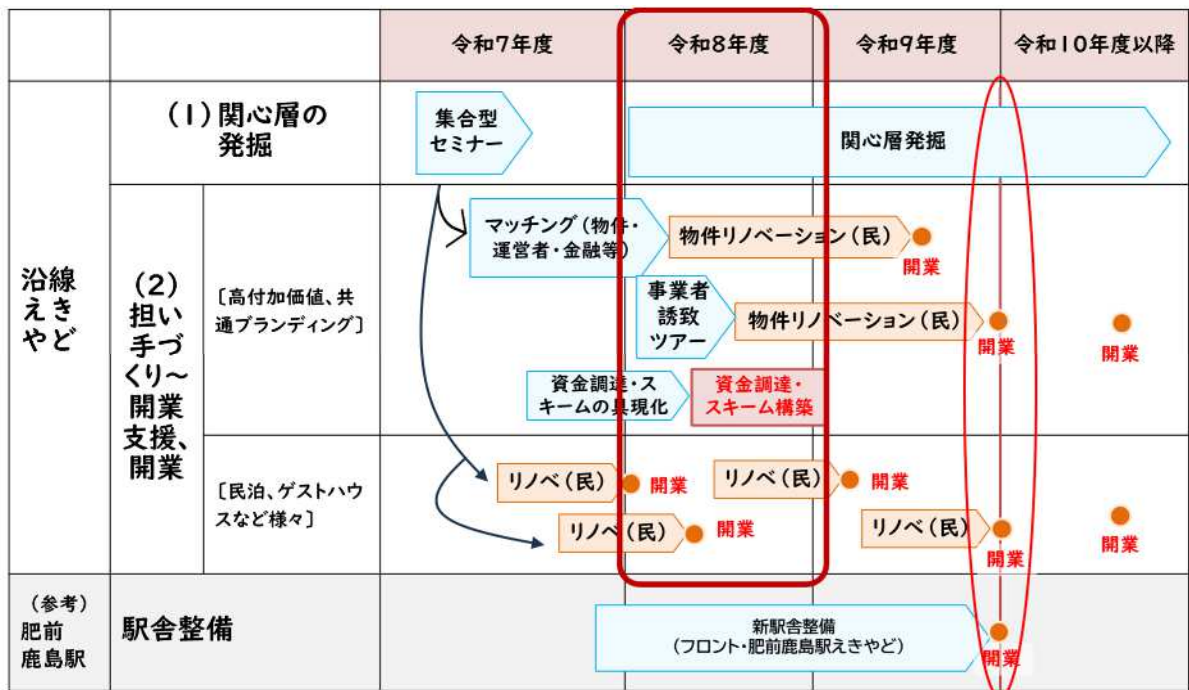 令和7年度
令和8年度
令和9年度
令和10年度以降
沿線
えき
やど
(1)関心層の
発掘
集合型
セミナー
関心層発掘
(2)
担い
手づ
くり～
開業
支援、
開業
［高付加価値、共
通ブランディング］
マッチング(物件・
運営者・金融等)
物件リノベーション(民)
開業
事業者
誘致
ツアー
物件リノベーション(民)
開業
開業
資金調達・ス
キームの具現化
資金調達・
スキーム構築
［民泊、ゲストハウ
スなど様々］
リノベ(民)
開業
リノベ(民)
開業
リノベ(民)
開業
リノベ(民)
開業
開業
(参考)
肥前
鹿島駅
駅舎整備
新駅舎整備
(フロント・肥前鹿島駅えきやど)
開業